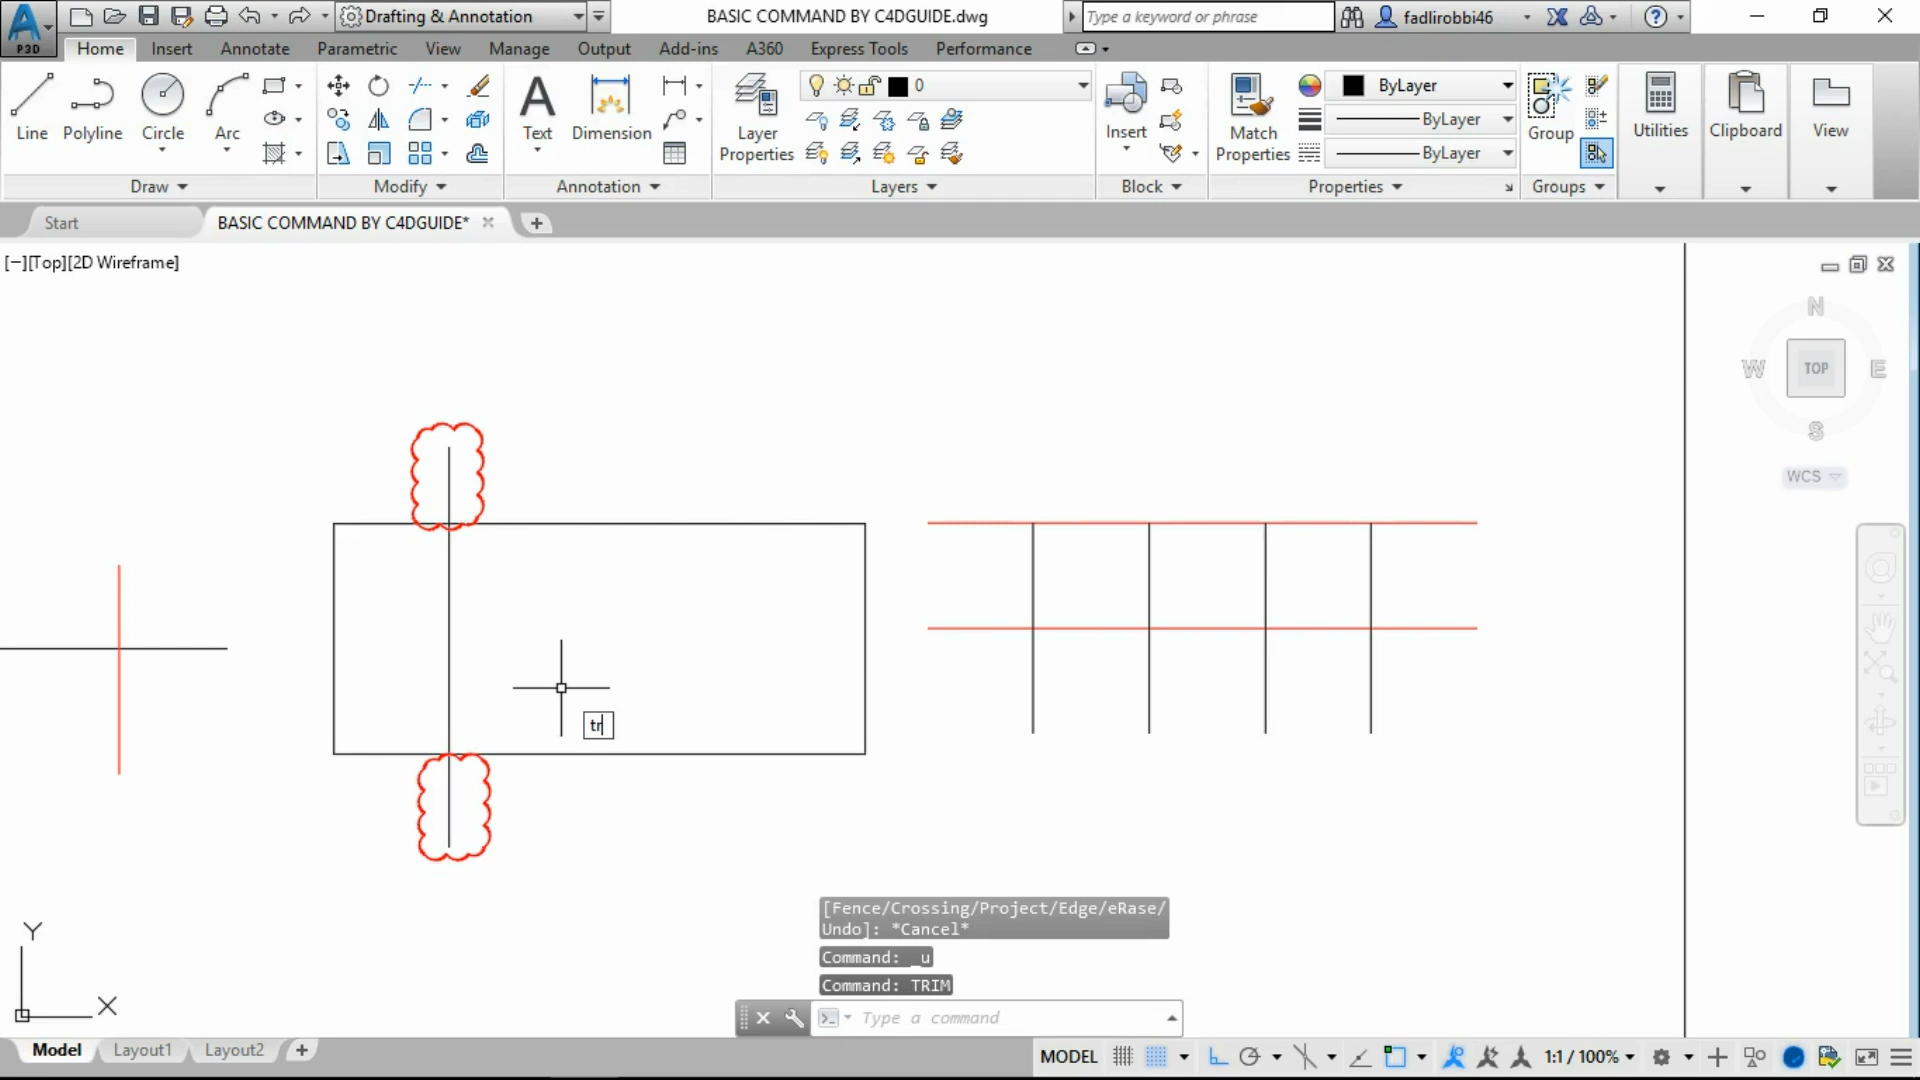 Drafting & Annotation
BASIC COMMAND BY C4DGUIDE.dwg
Type a keyword or phrase
fadlirobbi46
P3D
Home Insert Annotate Parametric View Manage Output Add-ins A360 Express Tools Performance
0
ByLayer
ByLayer
ByLayer
Line Polyline Circle Arc
Text Dimension
Layer Properties
Insert
Match Properties
Group
Utilities Clipboard View
Draw Modify Annotation Layers Block Properties Groups
Start
BASIC COMMAND BY C4DGUIDE*
[−][Top][2D Wireframe]
N
W TOP E
S
WCS
tr
Y
X
[Fence/Crossing/Project/Edge/eRase/
Undo]: *Cancel*
Command: _u
Command: TRIM
Type a command
Model Layout1 Layout2
MODEL
1:1 / 100%